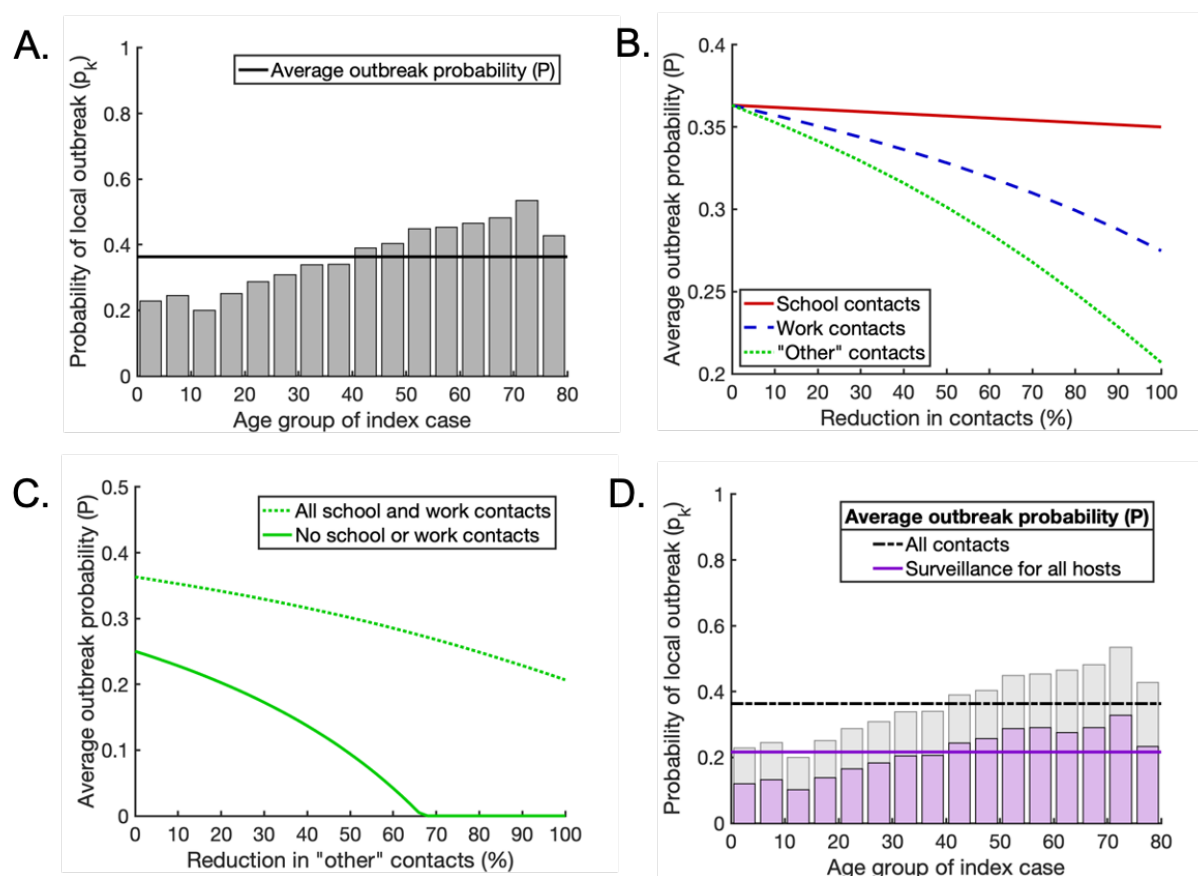 A.
Probability of local outbreak (pk)
1
0.8
0.6
0.4
0.2
0
Average outbreak probability (P)
0 10 20 30 40 50 60 70 80
Age group of index case
B.
Average outbreak probability (P)
0.4
0.35
0.3
0.25
0.2
School contacts
Work contacts
"Other" contacts
0 10 20 30 40 50 60 70 80 90 100
Reduction in contacts (%)
C.
Average outbreak probability (P)
0.5
0.4
0.3
0.2
0.1
0
All school and work contacts
No school or work contacts
0 10 20 30 40 50 60 70 80 90 100
Reduction in "other" contacts (%)
D.
Probability of local outbreak (pk)
1
0.8
0.6
0.4
0.2
0
Average outbreak probability (P)
All contacts
Surveillance for all hosts
0 10 20 30 40 50 60 70 80
Age group of index case